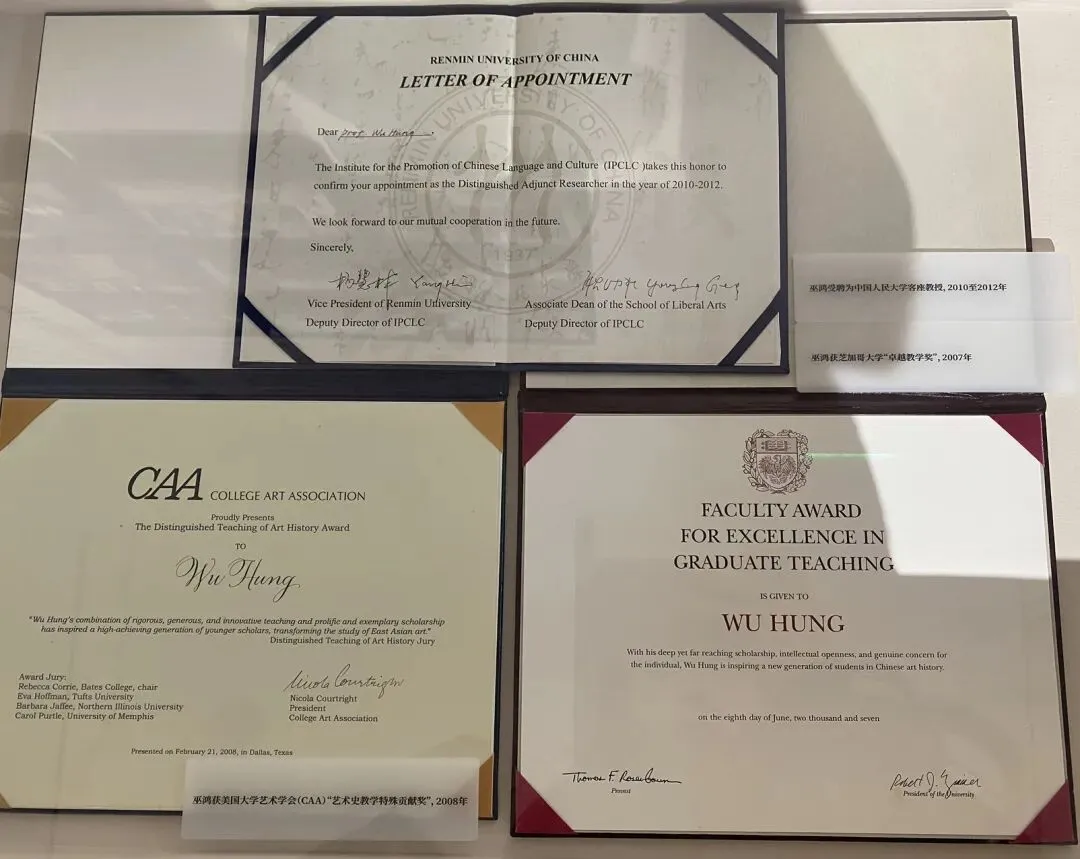 RENMIN UNIVERSITY OF CHINA
LETTER OF APPOINTMENT
Dear Prof. Wu Hung.
The Institute for the Promotion of Chinese Language and Culture (IPCLC )takes this honor to
confirm your appointment as the Distinguished Adjunct Researcher in the year of 2010-2012.
We look forward to our mutual cooperation in the future.
Sincerely,
Vice President of Renmin University
Deputy Director of IPCLC
Associate Dean of the School of Liberal Arts
Deputy Director of IPCLC
RENMIN UNIVERSITY OF CHINA
1937
巫鸿受聘为中国人民大学客座教授, 2010至2012年
巫鸿获芝加哥大学“卓越教学奖”, 2007年
CAA COLLEGE ART ASSOCIATION
Proudly Presents
The Distinguished Teaching of Art History Award
TO
Wu Hung
"Wu Hung's combination of rigorous, generous, and innovative teaching and prolific and exemplary scholarship
has inspired a high-achieving generation of younger scholars, transforming the study of East Asian art."
Distinguished Teaching of Art History Jury
Award Jury:
Rebecca Corrie, Bates College, chair
Eva Hoffman, Tufts University
Barbara Jaffee, Northern Illinois University
Carol Purtle, University of Memphis
Nicola Courtright
Nicola Courtright
President
College Art Association
Presented on February 21, 2008, in Dallas, Texas
巫鸿获美国大学艺术学会(CAA)“艺术史教学特殊贡献奖”, 2008年
FACULTY AWARD
FOR EXCELLENCE IN
GRADUATE TEACHING
IS GIVEN TO
WU HUNG
With his deep yet far reaching scholarship, intellectual openness, and genuine concern for
the individual, Wu Hung is inspiring a new generation of students in Chinese art history.
on the eighth day of June, two thousand and seven
Thomas F. Rosenbaum
Provost
Robert J. Zimmer
President of the University